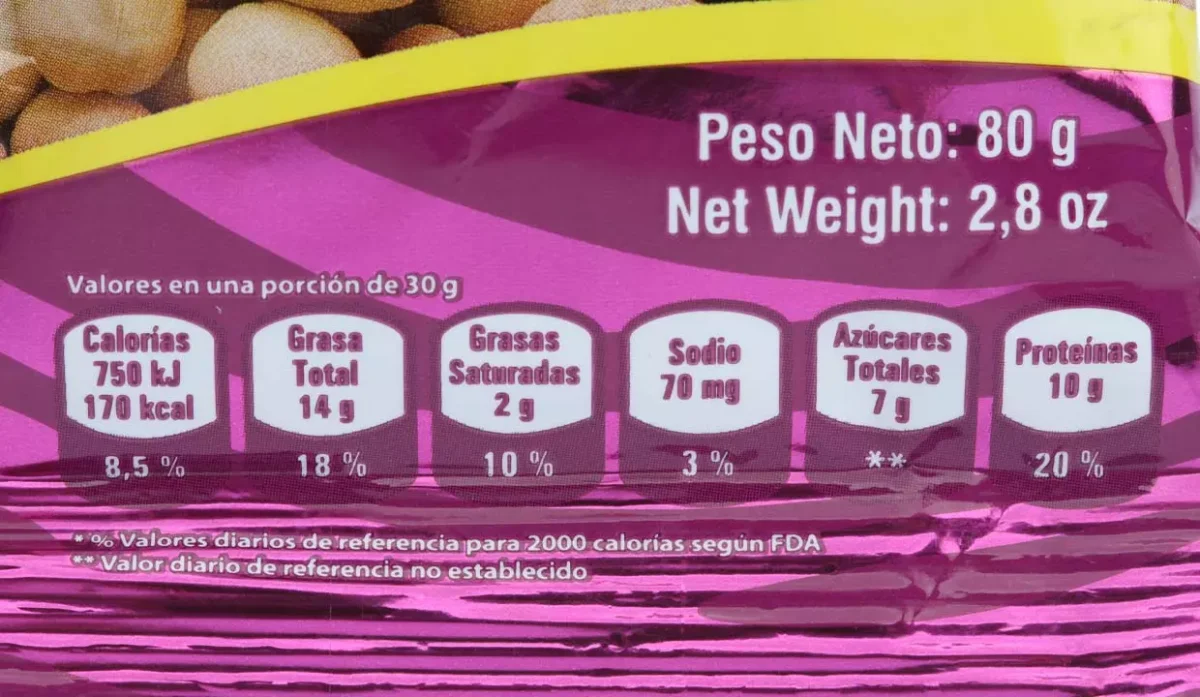 Peso Neto: 80 g
Net Weight: 2,8 oz
Valores en una porción de 30 g
Calorías
750 kJ
170 kcal
8,5 %
Grasa
Total
14 g
18 %
Grasas
Saturadas
2 g
10 %
Sodio
70 mg
3 %
Azúcares
Totales
7 g
**
Proteínas
10 g
20 %
* % Valores diarios de referencia para 2000 calorías según FDA
** Valor diario de referencia no establecido